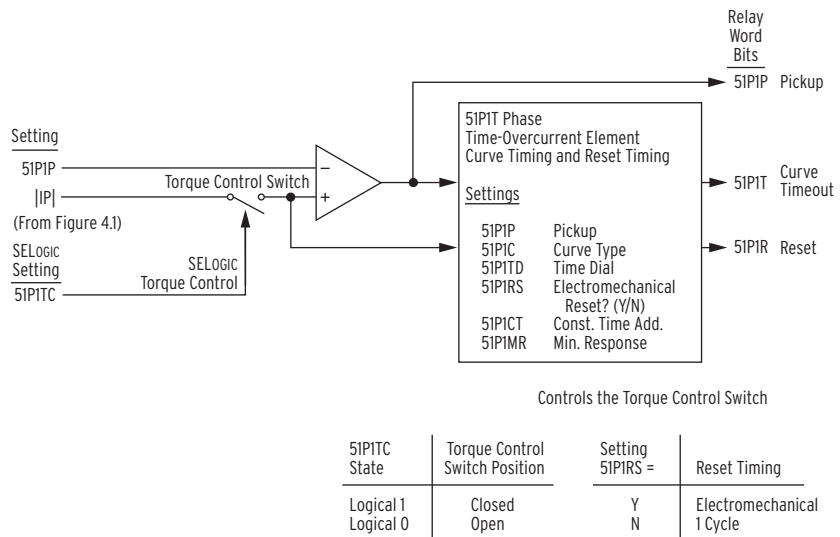 Relay
Word
Bits
51P1P Pickup
51P1T Phase
Time-Overcurrent Element
Curve Timing and Reset Timing
Settings
51P1P Pickup
51P1C Curve Type
51P1TD Time Dial
51P1RS Electromechanical
Reset? (Y/N)
51P1CT Const. Time Add.
51P1MR Min. Response
Setting
51P1P
|IP|
(From Figure 4.1)
Torque Control Switch
−
+
SELOGIC
Setting
51P1TC
SELOGIC
Torque Control
51P1T Curve
Timeout
51P1R Reset
Controls the Torque Control Switch
51P1TC
State
Torque Control
Switch Position
Setting
51P1RS =
Reset Timing
Logical 1 Closed Y Electromechanical
Logical 0 Open N 1 Cycle